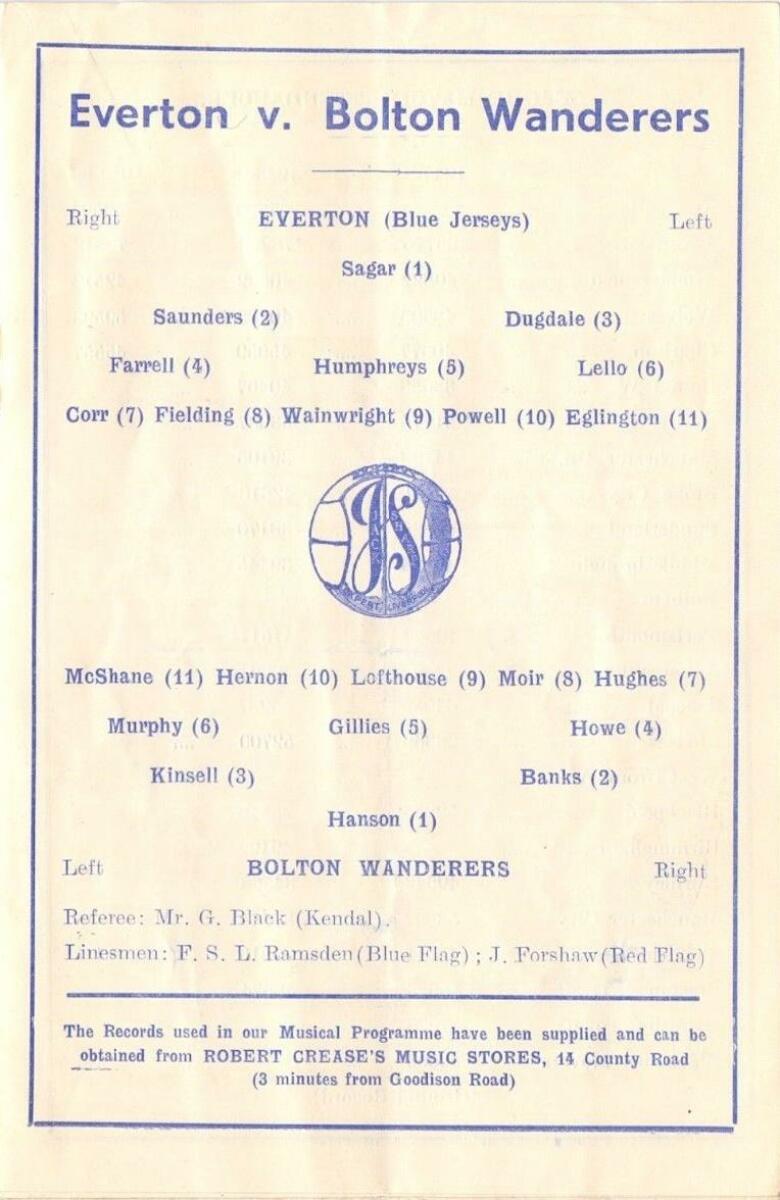 Everton v. Bolton Wanderers
Right EVERTON (Blue Jerseys) Left
Sagar (1)
Saunders (2) Dugdale (3)
Farrell (4) Humphreys (5) Lello (6)
Corr (7) Fielding (8) Wainwright (9) Powell (10) Eglington (11)
JS
JAC SH
LIVERPOOL
McShane (11) Hernon (10) Lofthouse (9) Moir (8) Hughes (7)
Murphy (6) Gillies (5) Howe (4)
Kinsell (3) Banks (2)
Hanson (1)
Left BOLTON WANDERERS Right
Referee: Mr. G. Black (Kendal).
Linesmen: F. S. L. Ramsden (Blue Flag) ; J. Forshaw (Red Flag)
The Records used in our Musical Programme have been supplied and can be
obtained from ROBERT CREASE'S MUSIC STORES, 14 County Road
(3 minutes from Goodison Road)